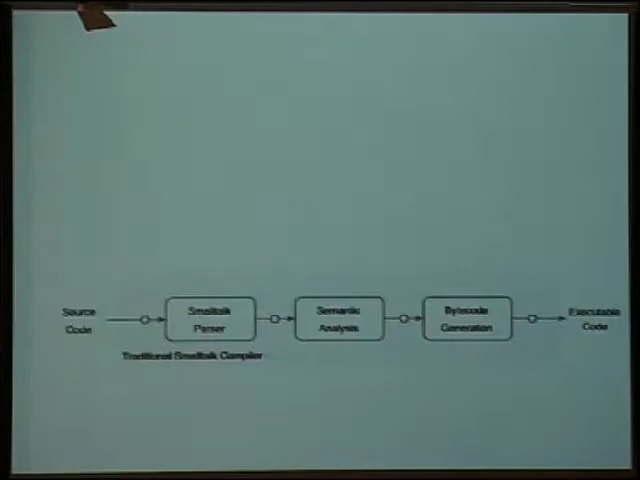 Source
Code
Smalltalk
Parser
Semantic
Analysis
Bytecode
Generation
Executable
Code
Traditional Smalltalk Compiler